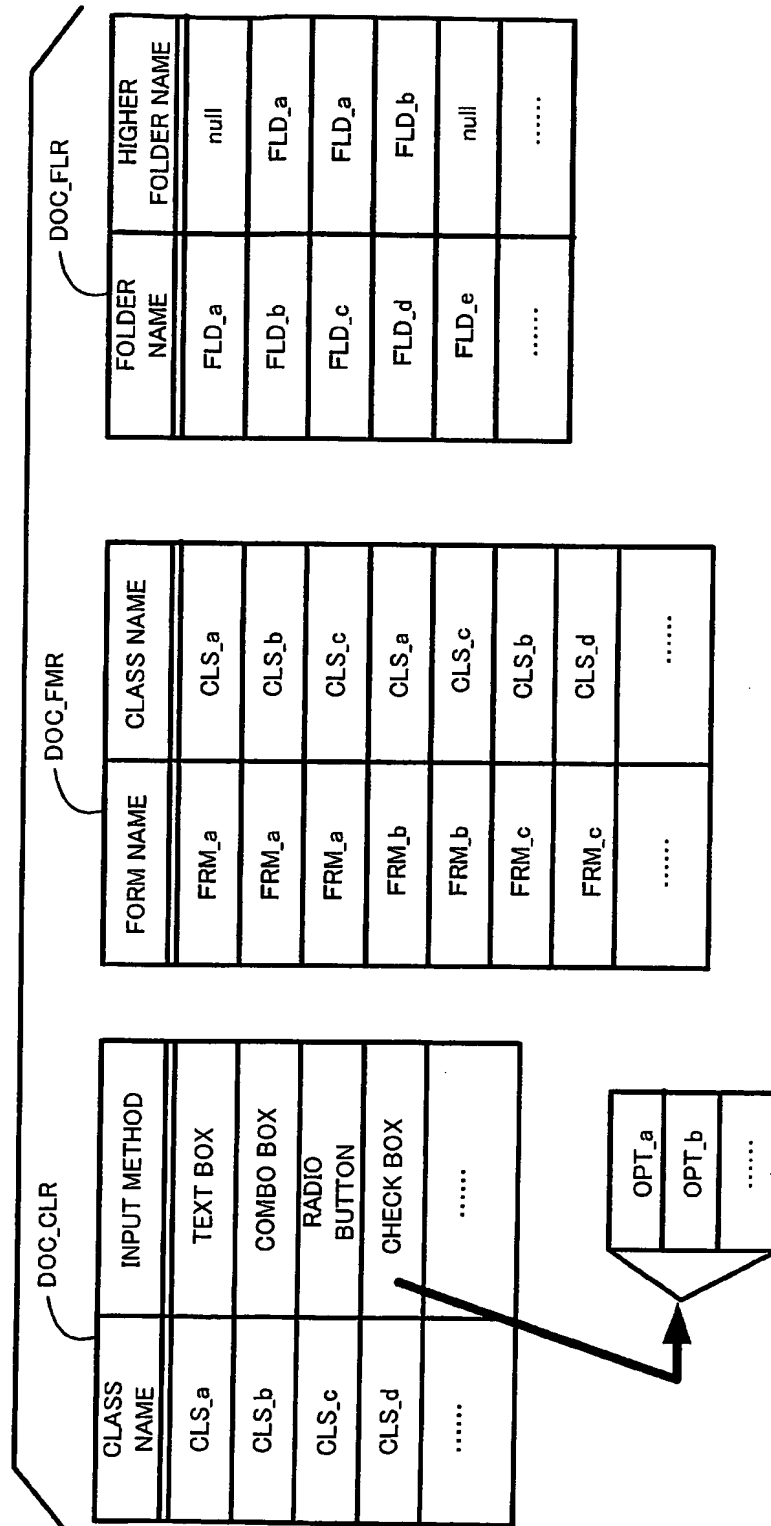 DOC_CLR
CLASS
NAME
INPUT METHOD
CLS_a
TEXT BOX
CLS_b
COMBO BOX
CLS_c
RADIO
BUTTON
CLS_d
CHECK BOX
......
......
OPT_a
OPT_b
......
DOC_FMR
FORM NAME
CLASS NAME
FRM_a
CLS_a
FRM_a
CLS_b
FRM_a
CLS_c
FRM_b
CLS_a
FRM_b
CLS_c
FRM_c
CLS_b
FRM_c
CLS_d
......
......
DOC_FLR
FOLDER
NAME
HIGHER
FOLDER NAME
FLD_a
null
FLD_b
FLD_a
FLD_c
FLD_a
FLD_d
FLD_b
FLD_e
null
......
......